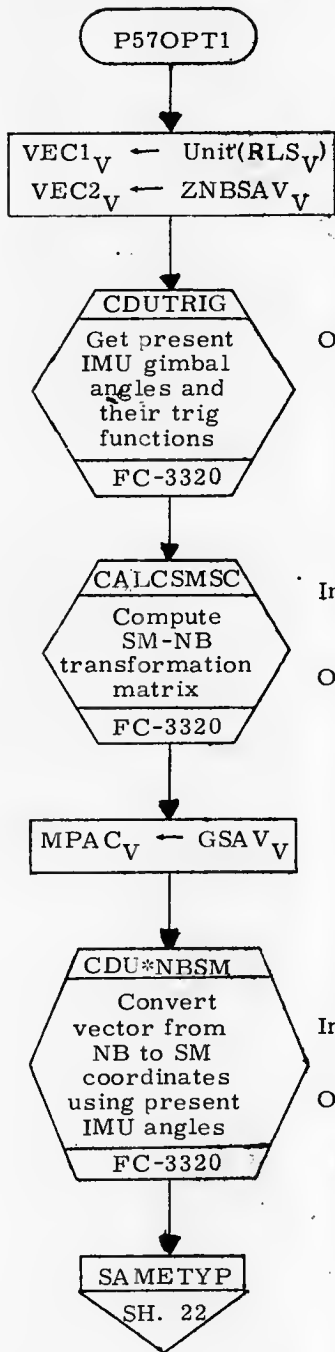 P57OPT1
VEC1V ← Unit(RLSV)
VEC2V ← ZNBSAVV
CDUTRIG
Get present
IMU gimbal
angles and
their trig
functions
FC-3320
O
CALCSMSC
Compute
SM-NB
transformation
matrix
FC-3320
In
O
MPACV ← GSAVV
CDU*NBSM
Convert
vector from
NB to SM
coordinates
using present
IMU angles
FC-3320
In
O
SAMETYP
SH. 22